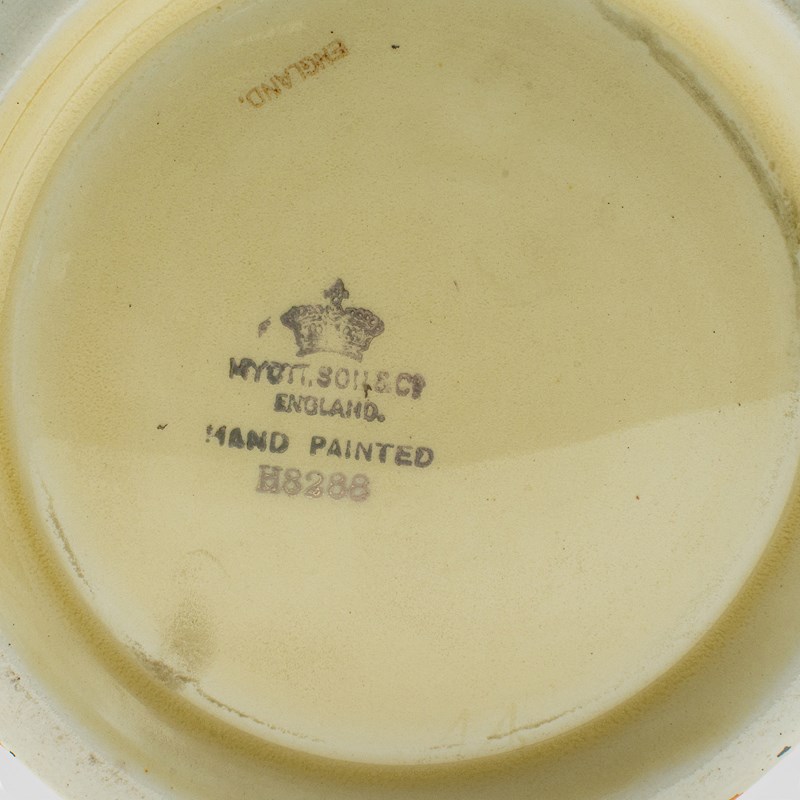 ENGLAND.
MYOTT, SON & Cº
ENGLAND.
HAND PAINTED
H8288